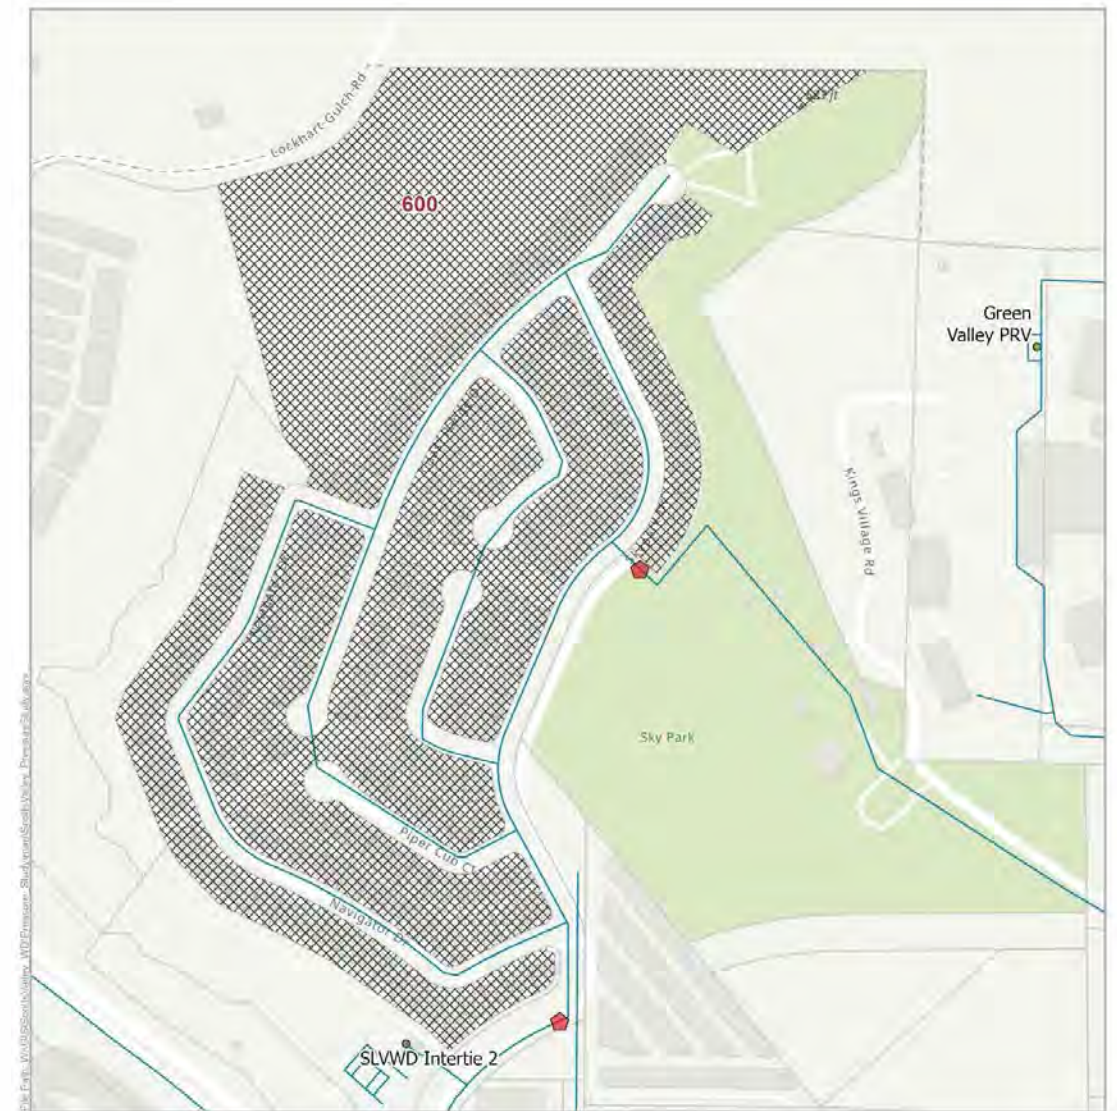 Lockhart-Gulch-Rd
600
Green
Valley PRV
Kings Village Rd
Sky Park
Piper Cub Ct
Navigator Dr
SLVWD Intertie 2